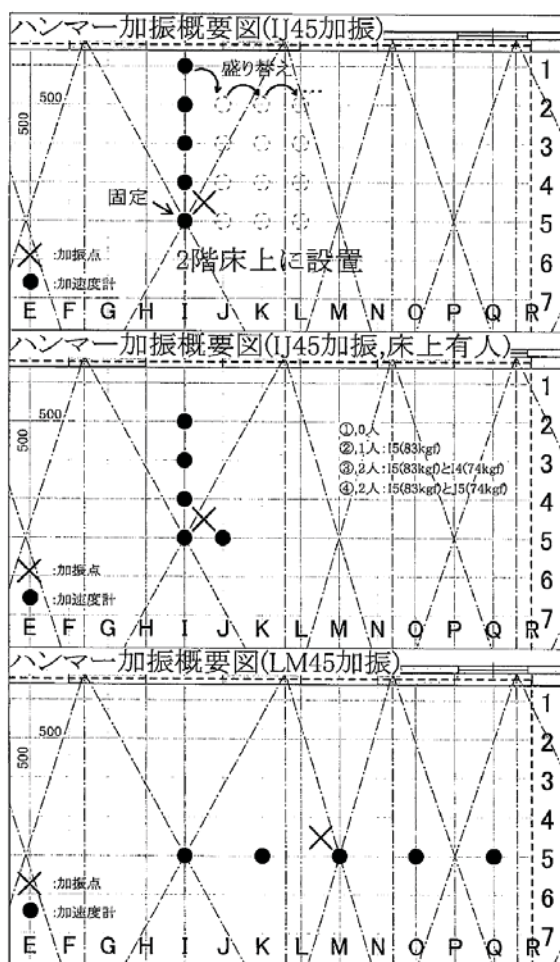 ハンマー加振概要図(IJ45加振)
盛り替え
500
500
固定
2階床上に設置
:加振点
:加速度計
1
2
3
4
5
7
E F G H I J K L M N O P Q R
ハンマー加振概要図(IJ45加振,床上有人)
500
500
①,0人
②,1人:I5(83kgf)
③,2人:I5(83kgf)とI4(74kgf)
④,2人:I5(83kgf)とJ5(74kgf)
:加振点
:加速度計
2
3
4
5
6
7
E F G H I J K L M N O P Q R
ハンマー加振概要図(LM45加振)
500
500
:加振点
:加速度計
1
2
3
4
5
6
7
E F G H I J K L M N O P Q R